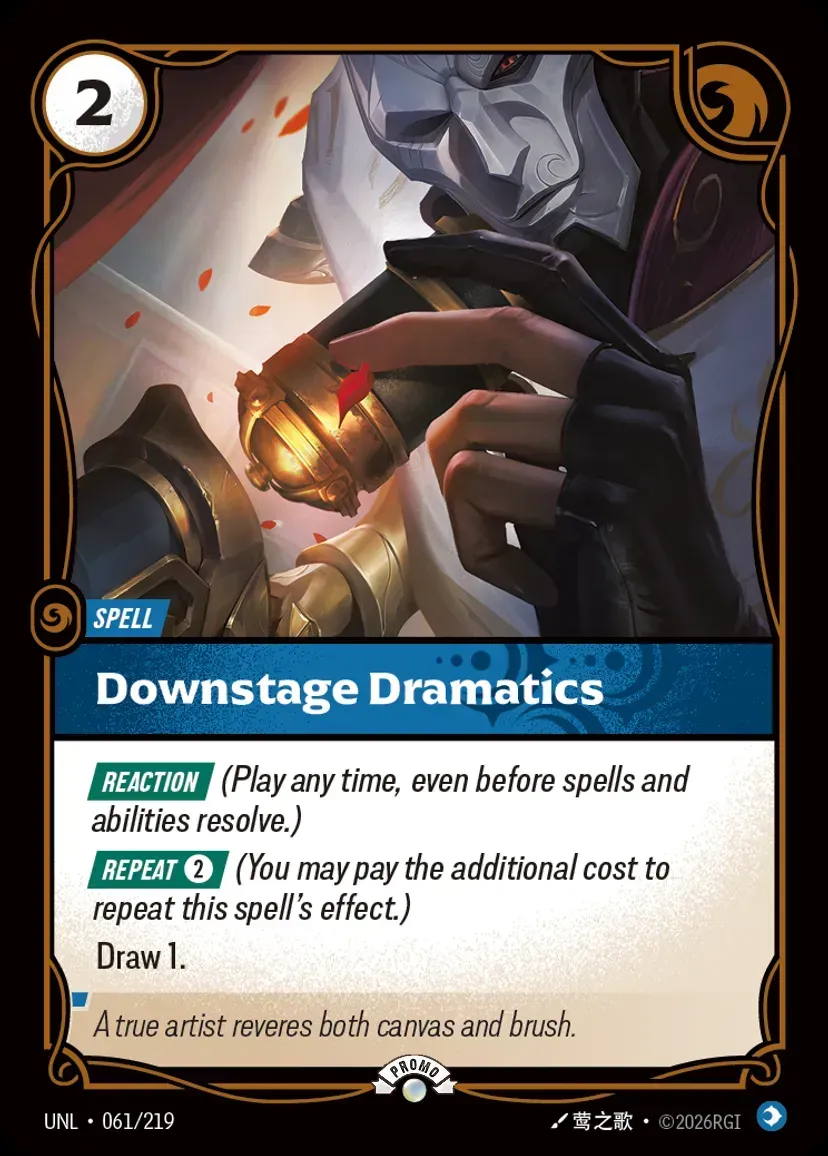 2
SPELL
Downstage Dramatics
REACTION (Play any time, even before spells and
abilities resolve.)
REPEAT 2 (You may pay the additional cost to
repeat this spell's effect.)
Draw 1.
A true artist reveres both canvas and brush.
PROMO
UNL • 061/219
莺之歌 • ©2026RGI